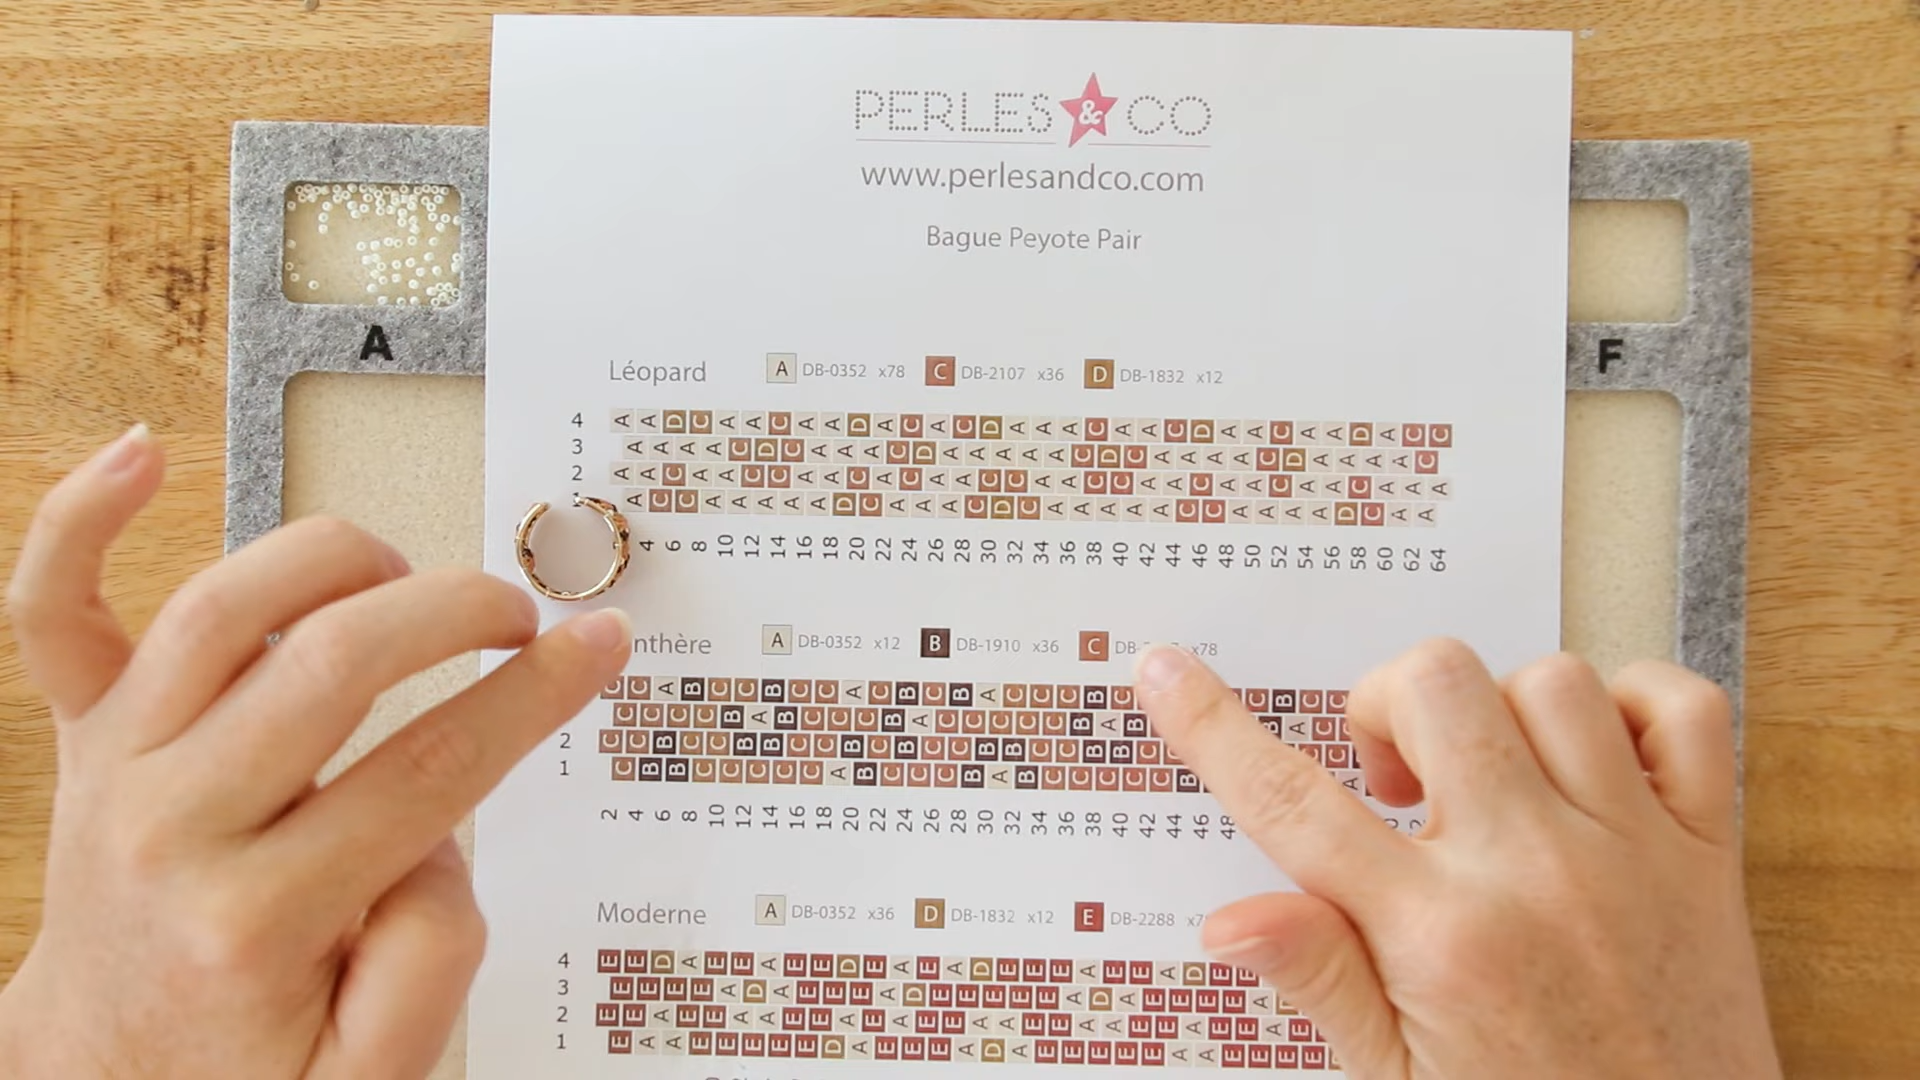 PERLES & CO
www.perlesandco.com
Bague Peyote Pair
A
F
Léopard A DB-0352 x78 C DB-2107 x36 D DB-1832 x12
4 A A D C A A C A A D A C A C D A A A C A A C D A A C A A D A C C
3 A A A A C D C A A A C D A A A A A C D C A A A A C D A A A A C
2 A A C A A C C A A C A C A A C C A A C C A A C A A C A A C A A A
A C C A A A A A D C A A A C D C A A A A A C C A A A A D C A A
4 6 8 10 12 14 16 18 20 22 24 26 28 30 32 34 36 38 40 42 44 46 48 50 52 54 56 58 60 62 64
nthère A DB-0352 x12 B DB-1910 x36 C DB- x78
C C A B C C B C C A C B C B A C C C B C C B C C
C C C C B A B C C C B A C C C C C B A B B A C C
2 C C B C C B B C C B C B C C B B C C B B C
1 C B B C C C C C A B C C C B A B C C C C C B A
2 4 6 8 10 12 14 16 18 20 22 24 26 28 30 32 34 36 38 40 42 44 46 48
Moderne A DB-0352 x36 D DB-1832 x12 E DB-2288
4 E E D A E E A E E D E A E A D E E E A E E A D E E
3 E E E E A D A E E E A D E E E E E A D A E E E E A D
2 E E A E E A A E E A E A E E A A E E A A E E A E E A E
1 E A A E E E E E D A E E E A D A E E E E E A A E E E E